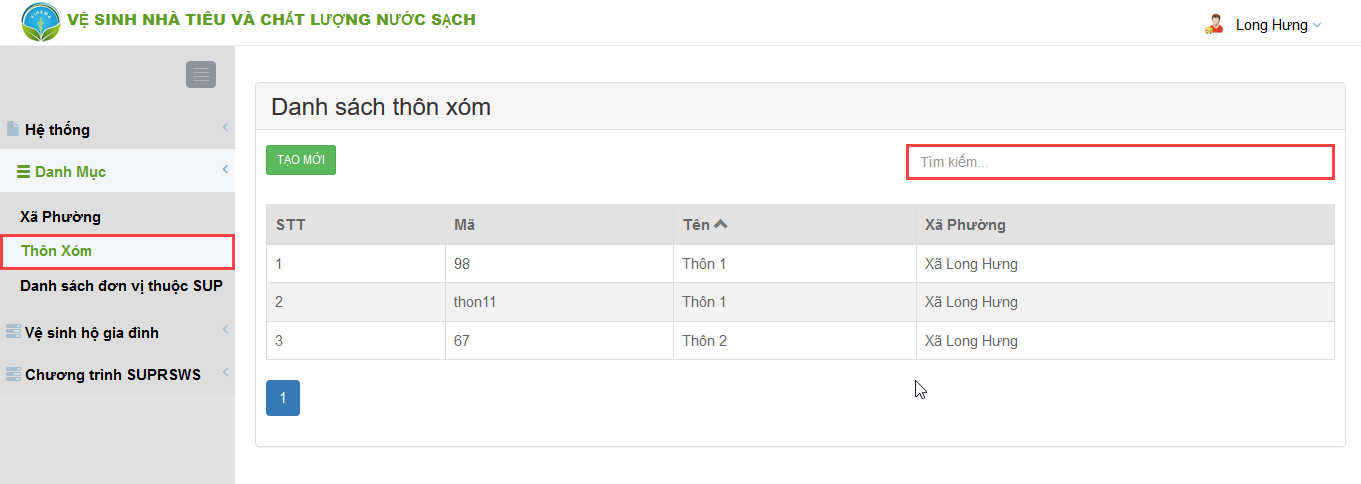 VỆ SINH NHÀ TIÊU VÀ CHẤT LƯỢNG NƯỚC SẠCH
Long Hưng
Hệ thống
Danh Mục
Xã Phường
Thôn Xóm
Danh sách đơn vị thuộc SUP
Vệ sinh hộ gia đình
Chương trình SUPRSWS
Danh sách thôn xóm
TẠO MỚI
Tìm kiếm...
STT Mã Tên Xã Phường
1 98 Thôn 1 Xã Long Hưng
2 thon11 Thôn 1 Xã Long Hưng
3 67 Thôn 2 Xã Long Hưng
1